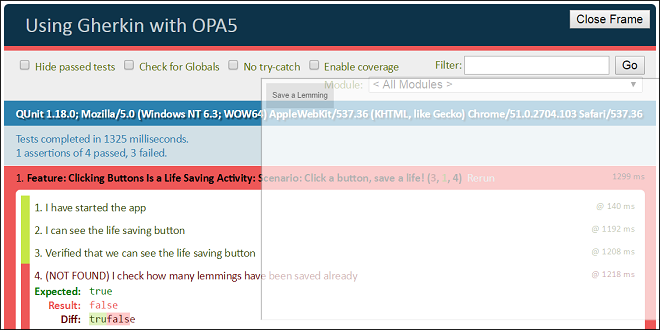 Using Gherkin with OPA5
Close Frame
Hide passed tests Check for Globals No try-catch Enable coverage Filter: Go
Module: < All Modules >
Save a Lemming
QUnit 1.18.0; Mozilla/5.0 (Windows NT 6.3; WOW64) AppleWebKit/537.36 (KHTML, like Gecko) Chrome/51.0.2704.103 Safari/537.36
Tests completed in 1325 milliseconds.
1 assertions of 4 passed, 3 failed.
1. Feature: Clicking Buttons Is a Life Saving Activity: Scenario: Click a button, save a life! (3, 1, 4) Rerun 1299 ms
1. I have started the app @ 140 ms
2. I can see the life saving button @ 1192 ms
3. Verified that we can see the life saving button @ 1208 ms
4. (NOT FOUND) I check how many lemmings have been saved already @ 1218 ms
Expected: true
Result: false
Diff: trufalse